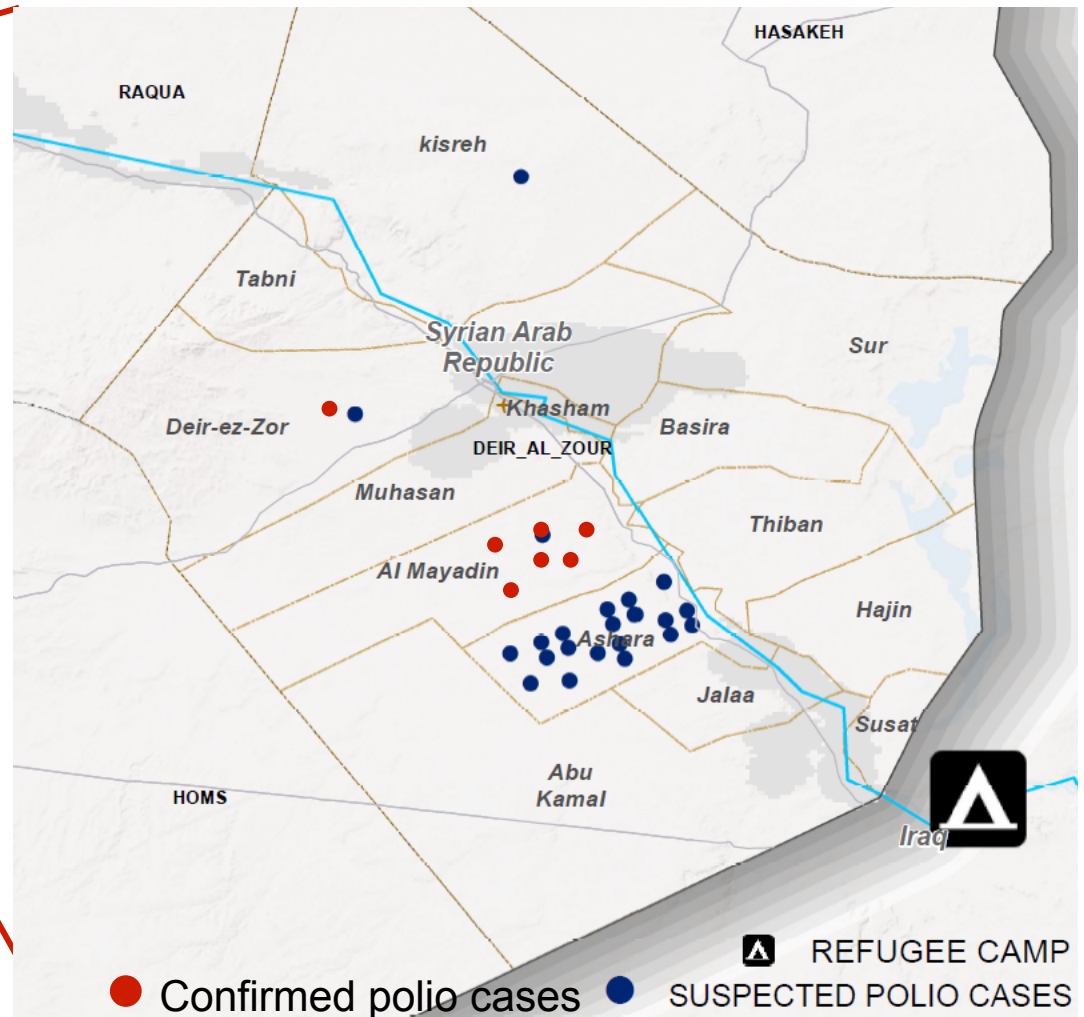 HASAKEH
RAQUA
kisreh
Tabni
Syrian Arab
Republic
Sur
Khasham
Deir-ez-Zor
Basira
DEIR_AL_ZOUR
Muhasan
Thiban
Al Mayadin
Hajin
Ashara
Jalaa
Susat
Abu
Kamal
HOMS
Iraq
REFUGEE CAMP
Confirmed polio cases
SUSPECTED POLIO CASES